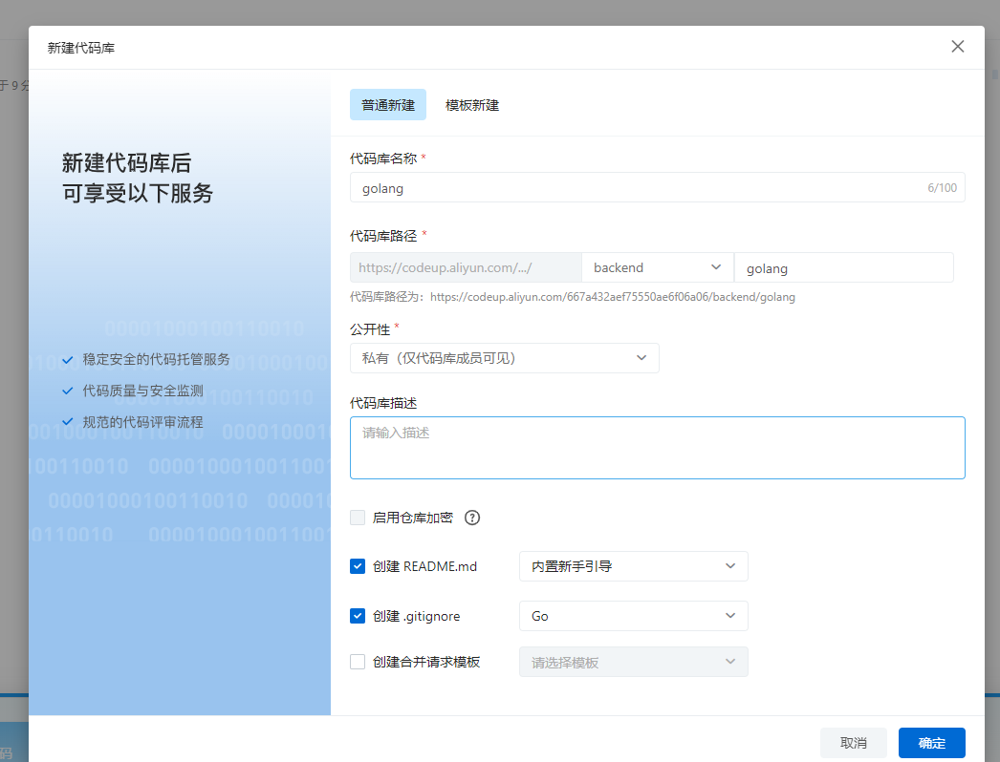 新建代码库
于 9 分
普通新建
模板新建
新建代码库后
可享受以下服务
稳定安全的代码托管服务
代码质量与安全监测
规范的代码评审流程
代码库名称 *
golang
6/100
代码库路径 *
https://codeup.aliyun.com/.../
backend
golang
代码库路径为：https://codeup.aliyun.com/667a432aef75550ae6f06a06/backend/golang
公开性 *
私有（仅代码库成员可见）
代码库描述
请输入描述
启用仓库加密
创建 README.md
内置新手引导
创建 .gitignore
Go
创建合并请求模板
请选择模板
取消
确定
码
00001000100110010
0000100010
00001000100110010